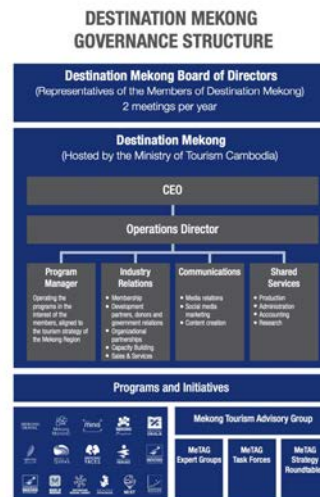 DESTINATION MEKONG
GOVERNANCE STRUCTURE
Destination Mekong Board of Directors
(Representatives of the Members of Destination Mekong)
2 meetings per year
Destination Mekong
(Hosted by the Ministry of Tourism Cambodia)
CEO
Operations Director
Program
Manager
Operating the
programs in the
interest of the
members, aligned to
the tourism strategy of
the Mekong Region
Industry
Relations
• Membership
• Development
partners, donors and
government relations
• Organizational
partnerships
• Capacity Building
• Sales & Services
Communications
• Media relations
• Social media
marketing
• Content creation
Shared
Services
• Production
• Administration
• Accounting
• Research
Programs and Initiatives
Mekong Tourism Advisory Group
MeTAG
Expert Groups
MeTAG
Task Forces
MeTAG
Strategy
Roundtable